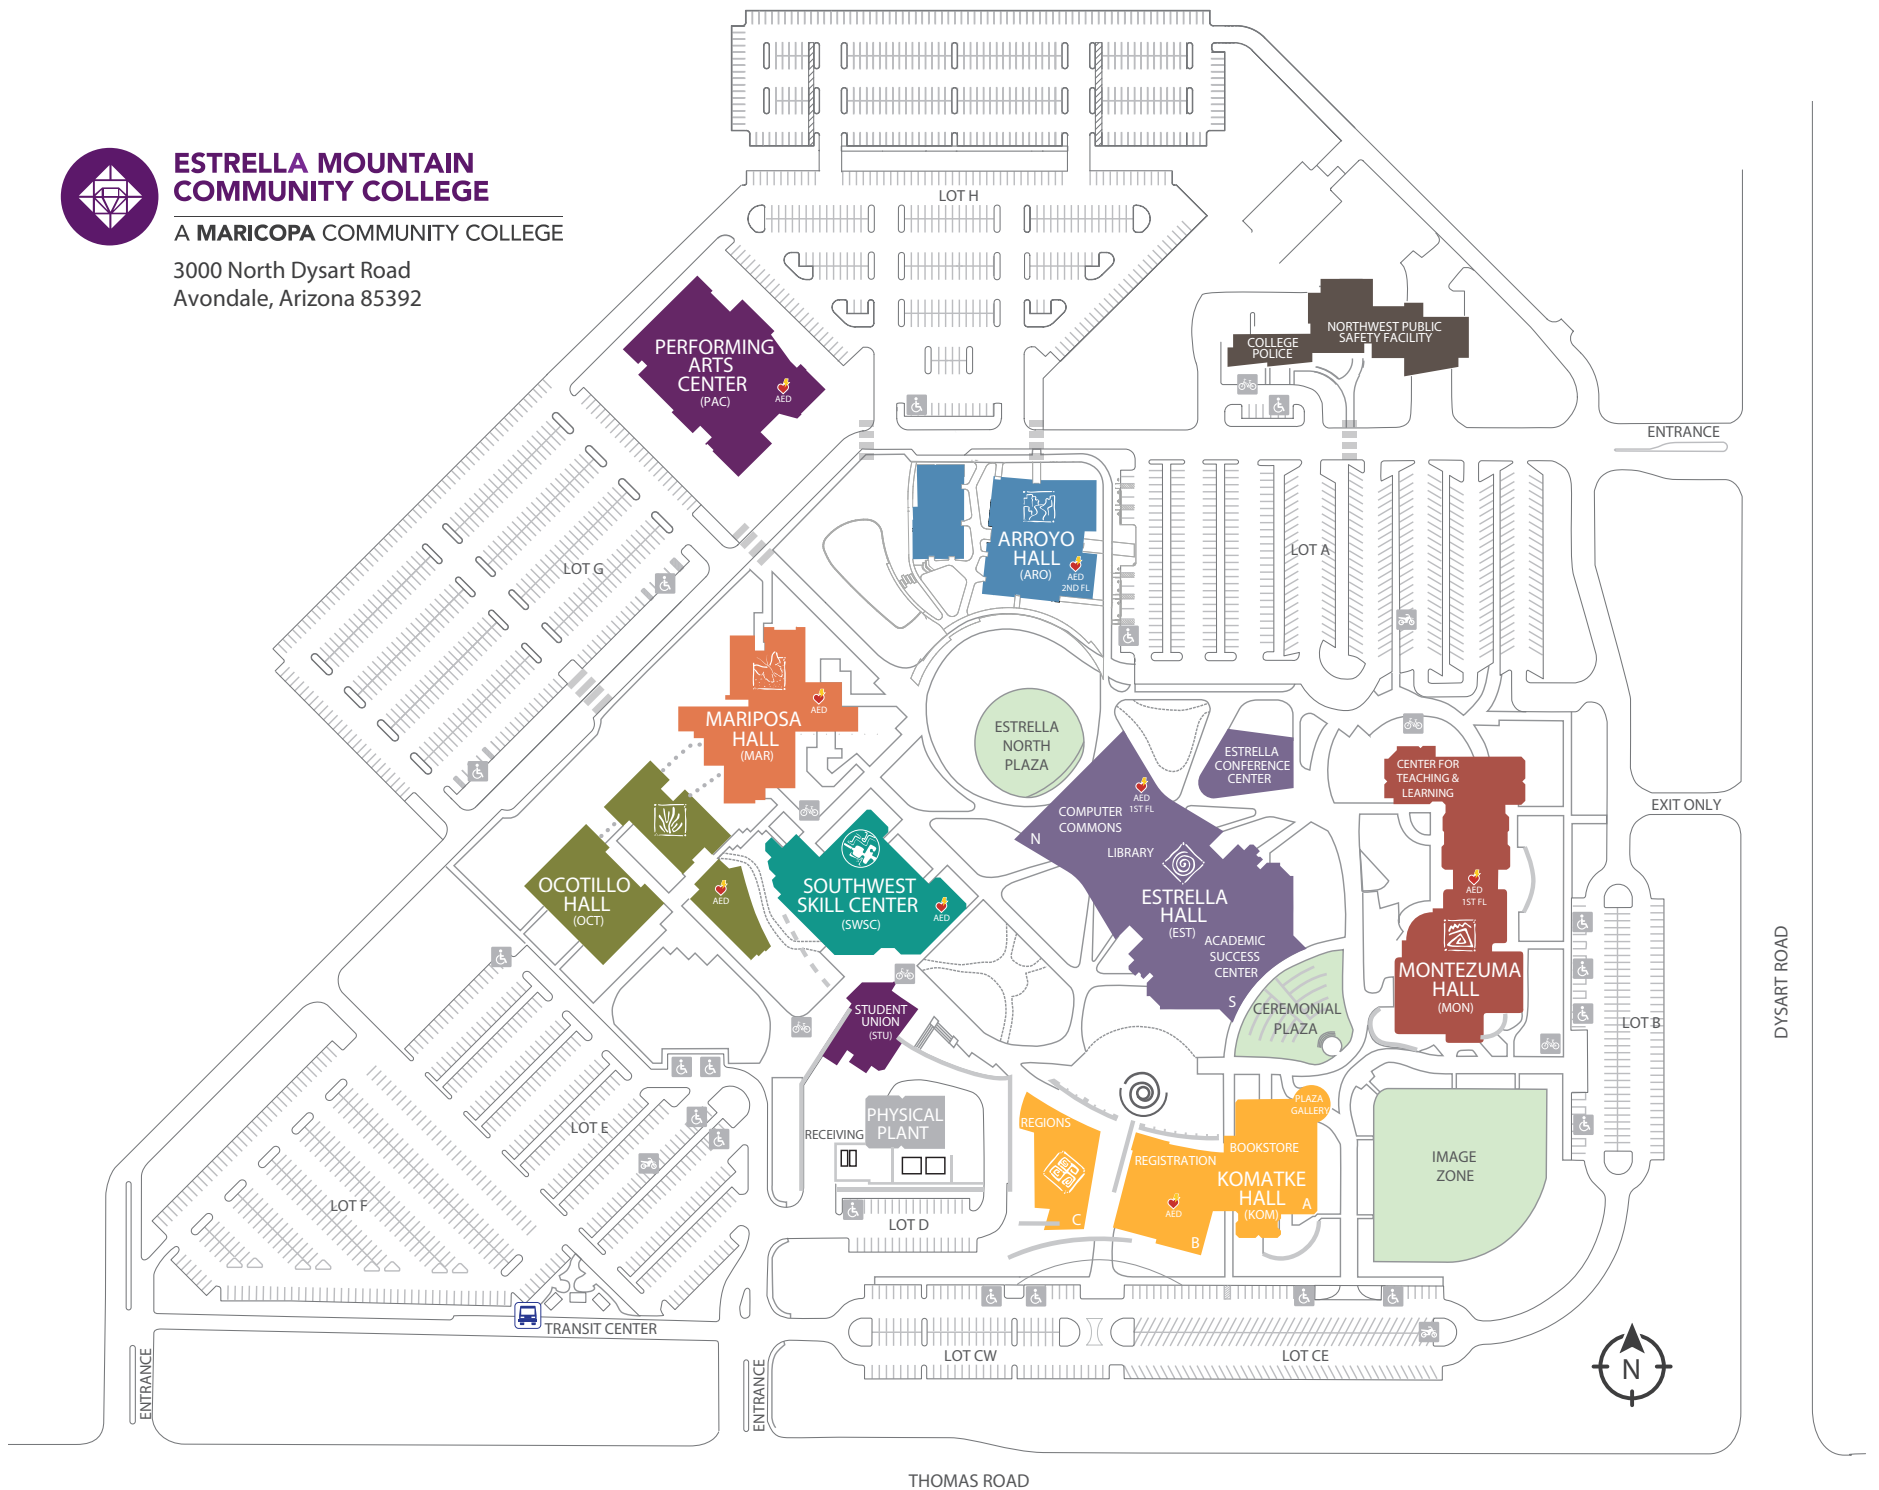 ESTRELLA MOUNTAIN
COMMUNITY COLLEGE
A MARICOPA COMMUNITY COLLEGE
3000 North Dysart Road
Avondale, Arizona 85392
LOT H
PERFORMING
ARTS
CENTER
(PAC)
AED
NORTHWEST PUBLIC
SAFETY FACILITY
COLLEGE
POLICE
ENTRANCE
LOT G
ARROYO
HALL
(ARO)
AED
2ND FL
LOT A
MARIPOSA
HALL
(MAR)
AED
ESTRELLA
NORTH
PLAZA
ESTRELLA
CONFERENCE
CENTER
CENTER FOR
TEACHING &
LEARNING
EXIT ONLY
AED
1ST FL
COMPUTER
COMMONS
N
LIBRARY
ESTRELLA
HALL
(EST)
ACADEMIC
SUCCESS
CENTER
S
OCOTILLO
HALL
(OCT)
AED
SOUTHWEST
SKILL CENTER
(SWSC)
AED
AED
1ST FL
MONTEZUMA
HALL
(MON)
CEREMONIAL
PLAZA
LOT B
DYSART ROAD
STUDENT
UNION
(STU)
PHYSICAL
PLANT
RECEIVING
REGIONS
C
PLAZA
GALLERY
BOOKSTORE
REGISTRATION
KOMATKE
HALL
(KOM)
A
AED
B
IMAGE
ZONE
LOT E
LOT F
LOT D
TRANSIT CENTER
LOT CW
LOT CE
N
ENTRANCE
ENTRANCE
THOMAS ROAD